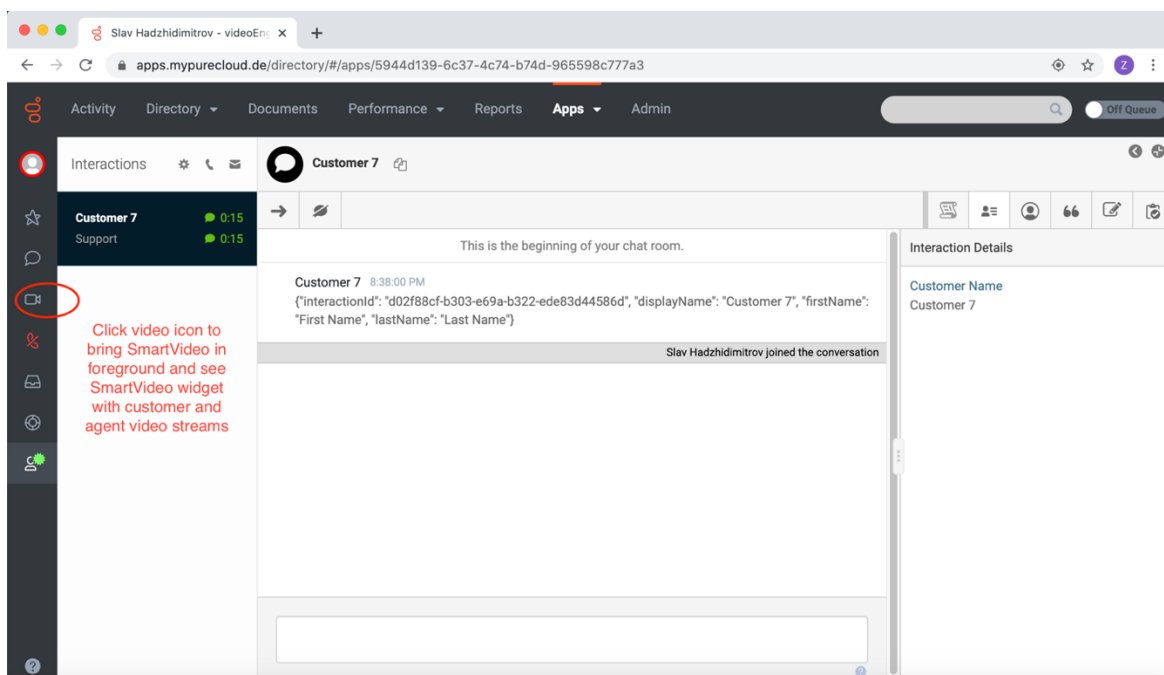 Slav Hadzhidimitrov - videoEng
apps.mypurecloud.de/directory/#/apps/5944d139-6c37-4c74-b74d-965598c777a3
Z
Activity Directory Documents Performance Reports Apps Admin
Off Queue
Interactions
Customer 7
Customer 7 0:15
Support 0:15
This is the beginning of your chat room.
Interaction Details
Customer 7 8:38:00 PM
{"interactionId": "d02f88cf-b303-e69a-b322-ede83d44586d", "displayName": "Customer 7", "firstName":
"First Name", "lastName": "Last Name"}
Customer Name
Customer 7
Slav Hadzhidimitrov joined the conversation
Click video icon to
bring SmartVideo in
foreground and see
SmartVideo widget
with customer and
agent video streams